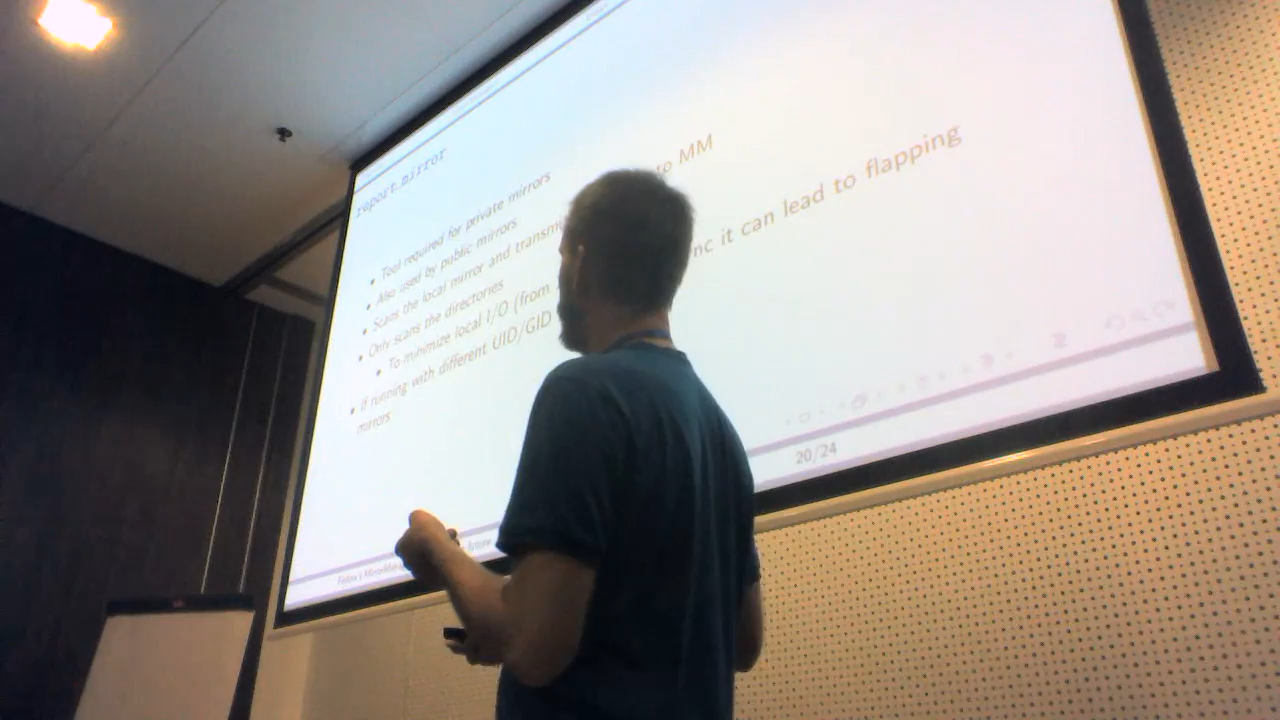 report_mirror
Tool required for private mirrors
Also used by public mirrors
Scans the local mirror and transmi to MM
Only scans the directories
To minimize local I/O (from
If running with different UID/GID nc it can lead to flapping
mirrors
20/24
future